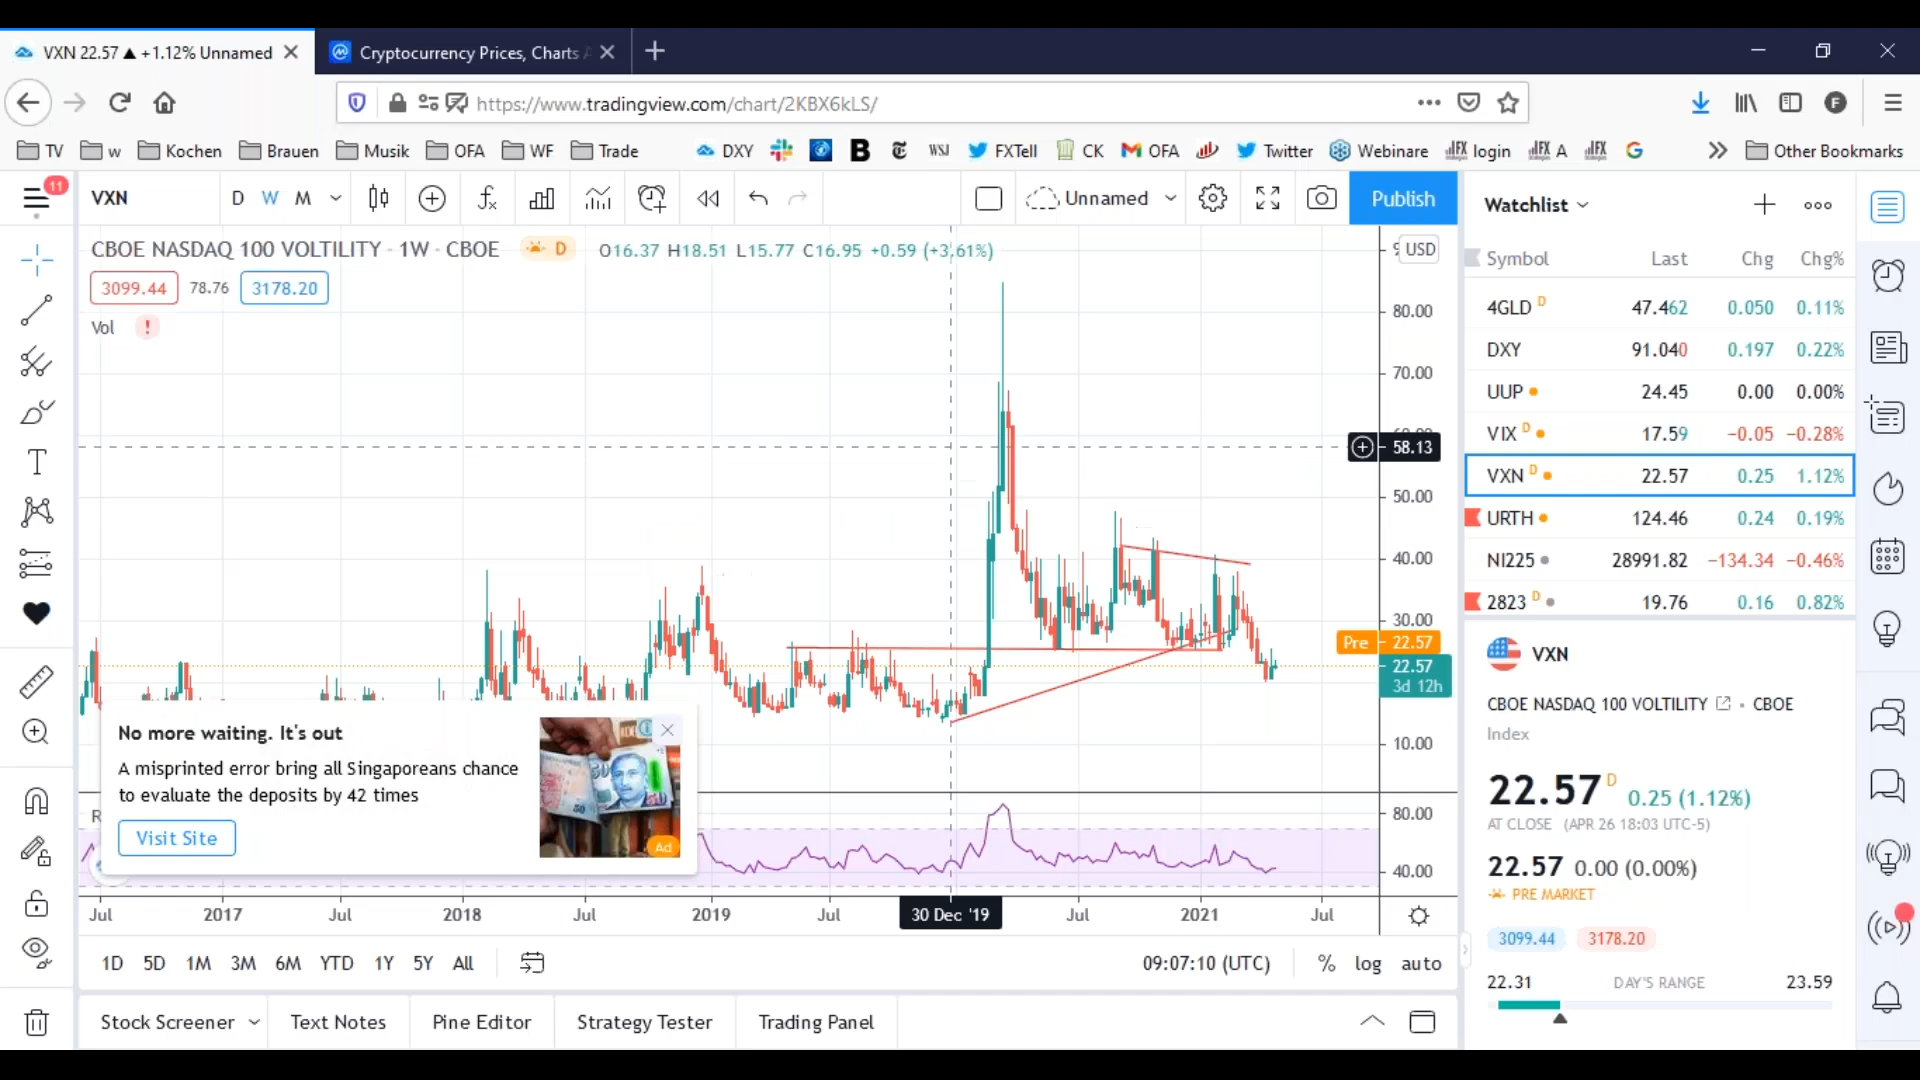 VXN 22.57 ▲ +1.12% Unnamed
Cryptocurrency Prices, Charts
https://www.tradingview.com/chart/2KBX6kLS/
TV w Kochen Brauen Musik OFA WF Trade DXY B WSJ FXTell CK OFA Twitter Webinare IFX login IFX A IFX Other Bookmarks
11
VXN D W M Unnamed Publish
CBOE NASDAQ 100 VOLTILITY · 1W · CBOE D O16.37 H18.51 L15.77 C16.95 +0.59 (+3.61%)
USD
3099.44 78.76 3178.20
Vol !
80.00
70.00
58.13
50.00
40.00
30.00
Pre 22.57
22.57
3d 12h
10.00
80.00
40.00
No more waiting. It's out
A misprinted error bring all Singaporeans chance
to evaluate the deposits by 42 times
Visit Site
Ad
Jul 2017 Jul 2018 Jul 2019 Jul 30 Dec '19 Jul 2021 Jul
1D 5D 1M 3M 6M YTD 1Y 5Y All 09:07:10 (UTC) % log auto
Stock Screener Text Notes Pine Editor Strategy Tester Trading Panel
Watchlist
Symbol Last Chg Chg%
4GLD D 47.462 0.050 0.11%
DXY 91.040 0.197 0.22%
UUP 24.45 0.00 0.00%
VIX D 17.59 −0.05 −0.28%
VXN D 22.57 0.25 1.12%
URTH 124.46 0.24 0.19%
NI225 28991.82 −134.34 −0.46%
2823 D 19.76 0.16 0.82%
VXN
CBOE NASDAQ 100 VOLTILITY · CBOE
Index
22.57 D 0.25 (1.12%)
AT CLOSE (APR 26 18:03 UTC-5)
22.57 0.00 (0.00%)
PRE MARKET
3099.44 3178.20
22.31 DAY'S RANGE 23.59